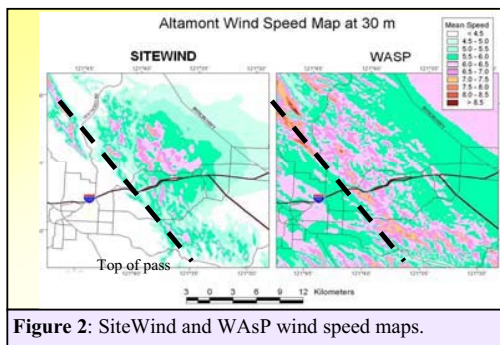 Altamont Wind Speed Map at 30 m
SITEWIND
WASP
Mean Speed
< 4.5
4.5 - 5.0
5.0 - 5.5
5.5 - 6.0
6.0 - 6.5
6.5 - 7.0
7.0 - 7.5
7.5 - 8.0
8.0 - 8.5
> 8.5
Top of pass
3 0 3 6 9 12 Kilometers
Figure 2: SiteWind and WAsP wind speed maps.